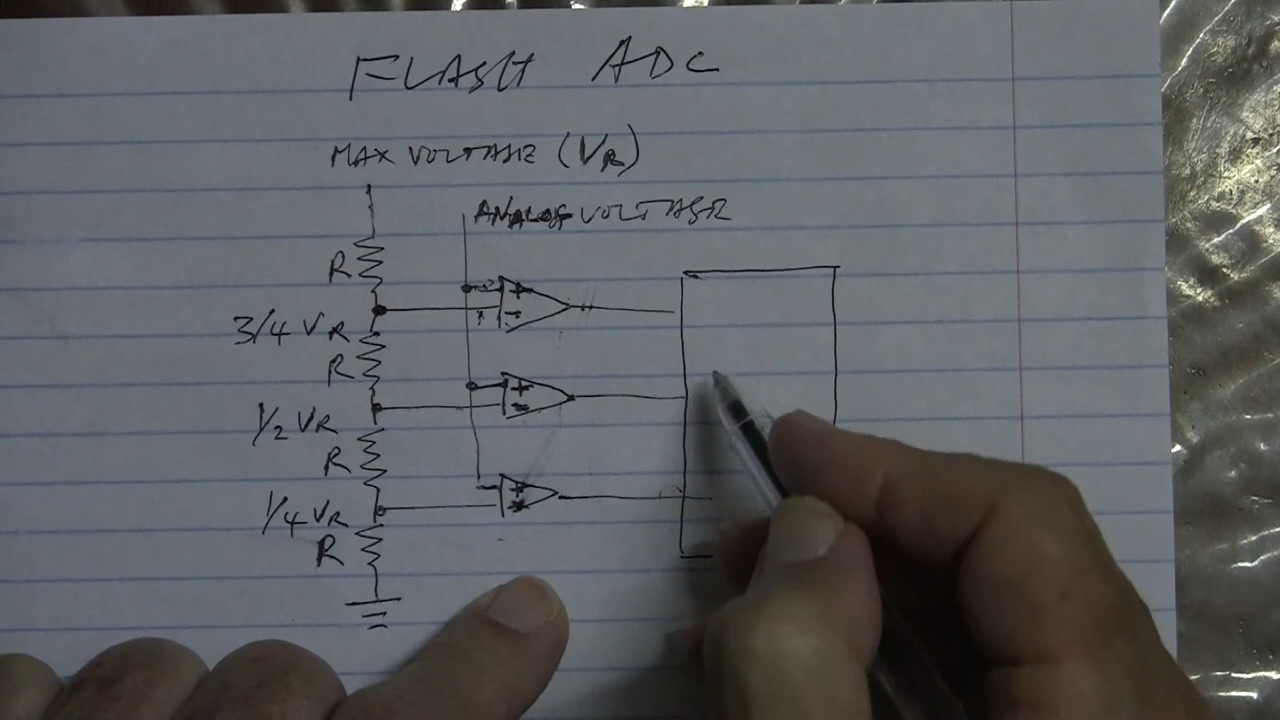 FLASH ADC
MAX VOLTAGE (VR)
ANALOG VOLTAGE
R
+
-
3/4 VR
R
+
-
1/2 VR
R
+
-
1/4 VR
R